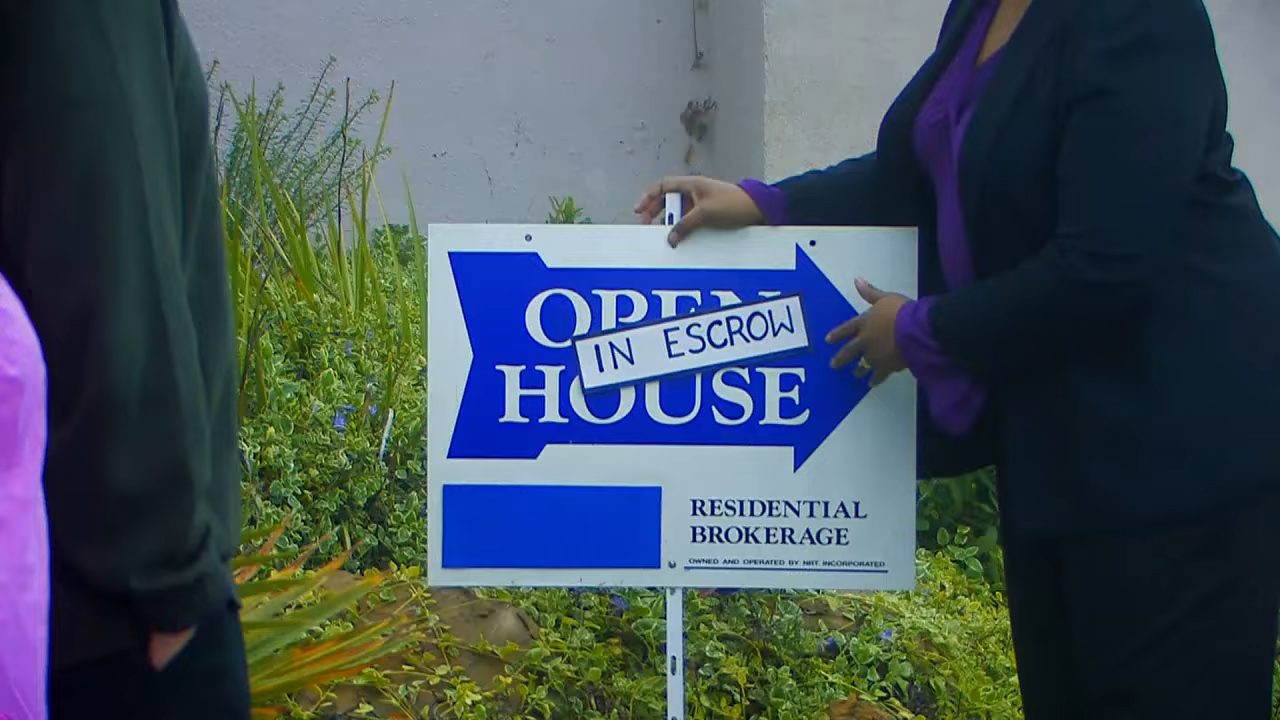 OPEN
IN ESCROW
HOUSE
RESIDENTIAL
BROKERAGE
OWNED AND OPERATED BY NRT INCORPORATED